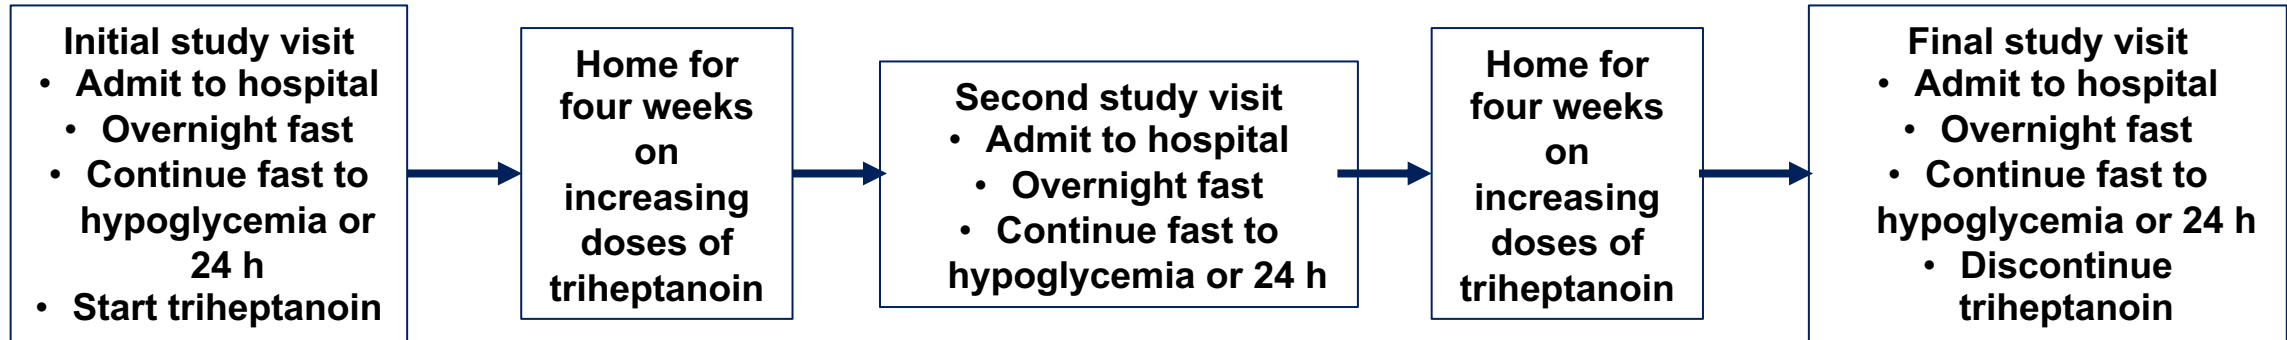 Initial study visit
• Admit to hospital
• Overnight fast
• Continue fast to
hypoglycemia or
24 h
• Start triheptanoin
Home for
four weeks
on
increasing
doses of
triheptanoin
Second study visit
• Admit to hospital
• Overnight fast
• Continue fast to
hypoglycemia or 24 h
Home for
four weeks
on
increasing
doses of
triheptanoin
Final study visit
• Admit to hospital
• Overnight fast
• Continue fast to
hypoglycemia or 24 h
• Discontinue
triheptanoin